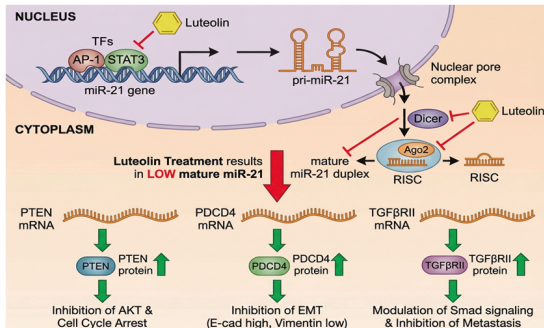 NUCLEUS
TFs
Luteolin
AP-1
STAT3
miR-21 gene
pri-miR-21
Nuclear pore
complex
CYTOPLASM
Dicer
Luteolin
Ago2
Luteolin Treatment results
in LOW mature miR-21
mature
miR-21 duplex
RISC
RISC
PTEN
mRNA
PDCD4
mRNA
TGFβRII
mRNA
PTEN
PTEN
protein
PDCD4
PDCD4
protein
TGFβRII
TGFβRII
protein
Inhibition of AKT &
Cell Cycle Arrest
Inhibition of EMT
(E-cad high, Vimentin low)
Modulation of Smad signaling
& Inhibition of Metastasis